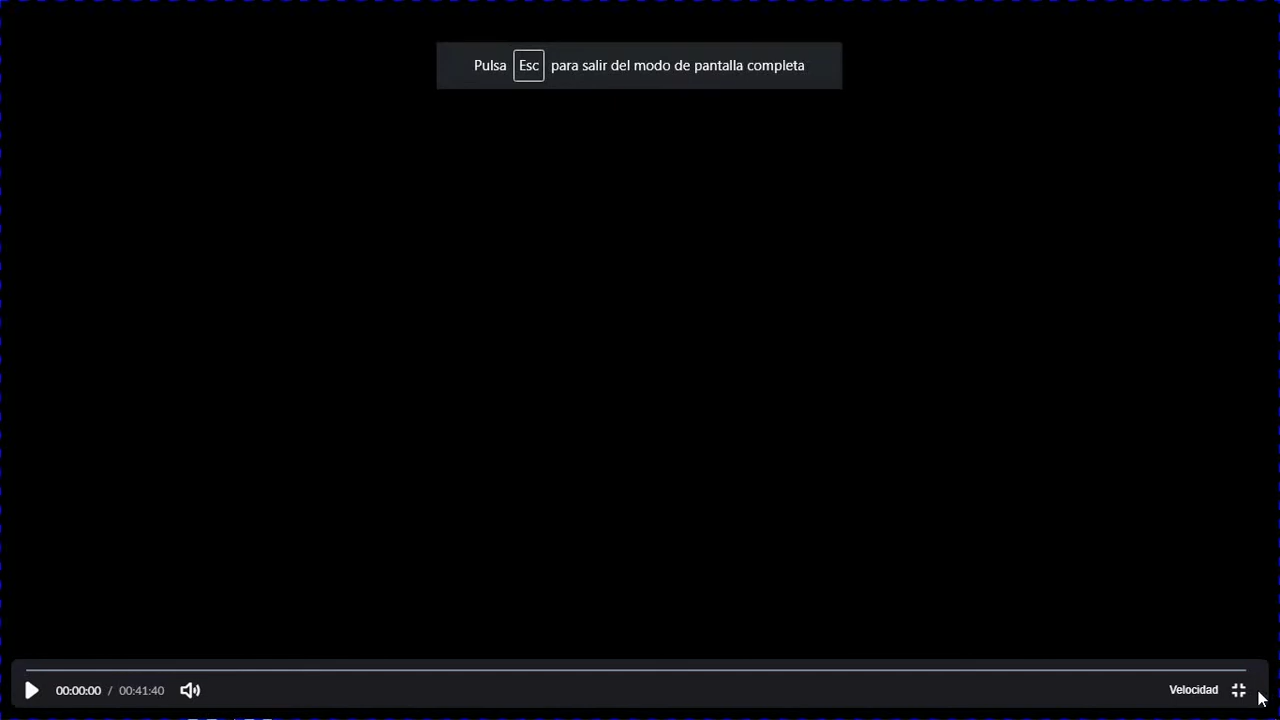 Pulsa Esc para salir del modo de pantalla completa
00:00:00 / 00:41:40
Velocidad